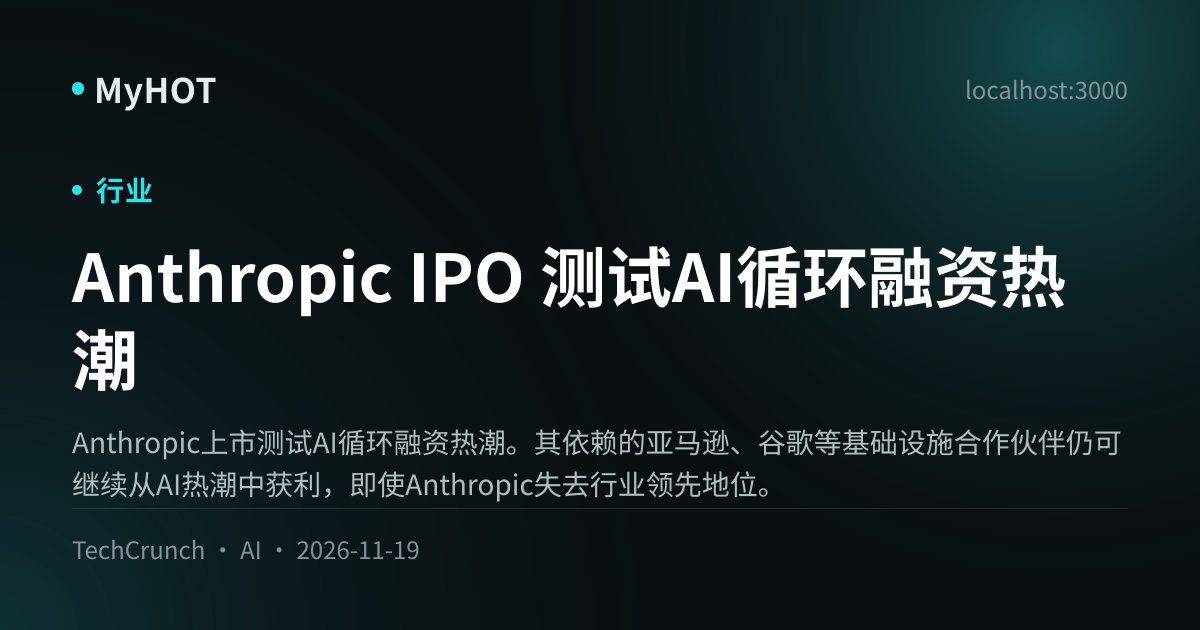 MyHOT
localhost:3000
行业
Anthropic IPO 测试AI循环融资热
潮
Anthropic上市测试AI循环融资热潮。其依赖的亚马逊、谷歌等基础设施合作伙伴仍可
继续从AI热潮中获利，即使Anthropic失去行业领先地位。
TechCrunch · AI · 2026-11-19